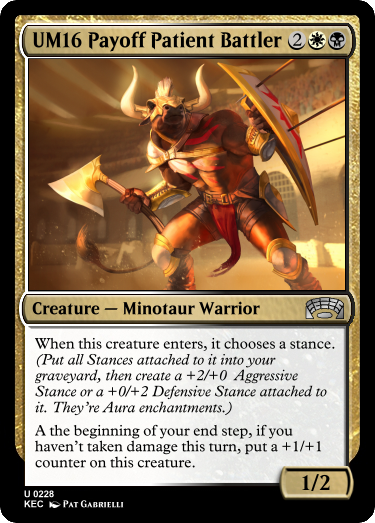 UM16 Payoff Patient Battler 2
Creature — Minotaur Warrior
When this creature enters, it chooses a stance.
(Put all Stances attached to it into your
graveyard, then create a +2/+0 Aggressive
Stance or a +0/+2 Defensive Stance attached to
it. They're Aura enchantments.)
A the beginning of your end step, if you
haven't taken damage this turn, put a +1/+1
counter on this creature.
1/2
U 0228
KEC PAT GABRIELLI